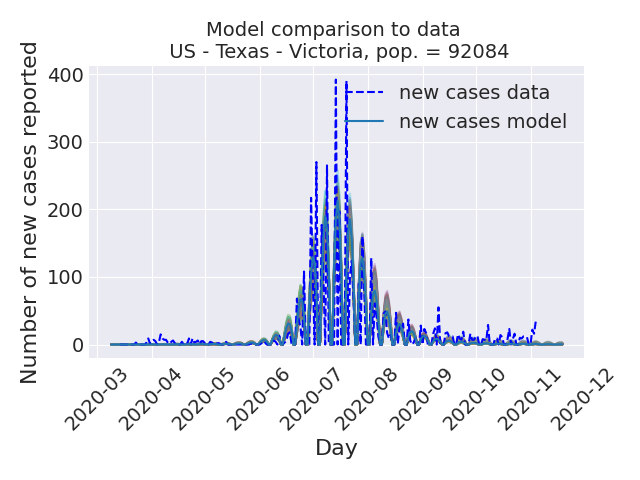 Model comparison to data
US - Texas - Victoria, pop. = 92084
Number of new cases reported
400
300
200
100
0
new cases data
new cases model
2020-03
2020-04
2020-05
2020-06
2020-07
2020-08
2020-09
2020-10
2020-11
2020-12
Day